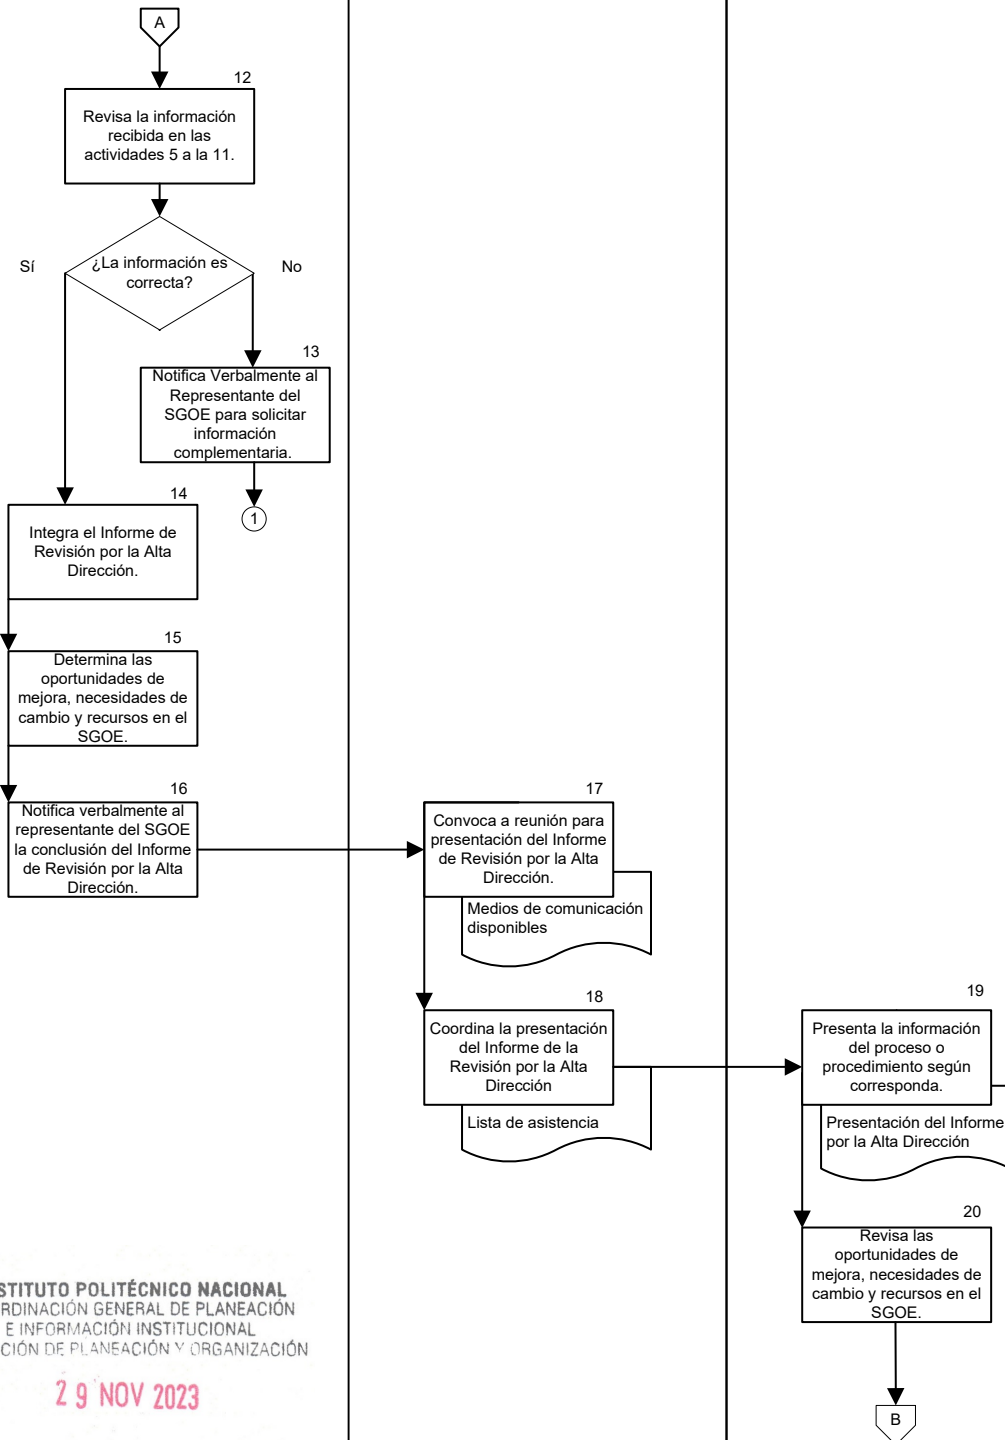 A
12
Revisa la información
recibida en las
actividades 5 a la 11.
¿La información es
correcta?
Sí
No
13
Notifica Verbalmente al
Representante del
SGOE para solicitar
información
complementaria.
1
14
Integra el Informe de
Revisión por la Alta
Dirección.
15
Determina las
oportunidades de
mejora, necesidades de
cambio y recursos en el
SGOE.
16
Notifica verbalmente al
representante del SGOE
la conclusión del Informe
de Revisión por la Alta
Dirección.
17
Convoca a reunión para
presentación del Informe
de Revisión por la Alta
Dirección.
Medios de comunicación
disponibles
18
Coordina la presentación
del Informe de la
Revisión por la Alta
Dirección
Lista de asistencia
19
Presenta la información
del proceso o
procedimiento según
corresponda.
Presentación del Informe
por la Alta Dirección
20
Revisa las
oportunidades de
mejora, necesidades de
cambio y recursos en el
SGOE.
B
STITUTO POLITÉCNICO NACIONAL
RDINACIÓN GENERAL DE PLANEACIÓN
E INFORMACIÓN INSTITUCIONAL
CIÓN DE PLANEACIÓN Y ORGANIZACIÓN
29 NOV 2023